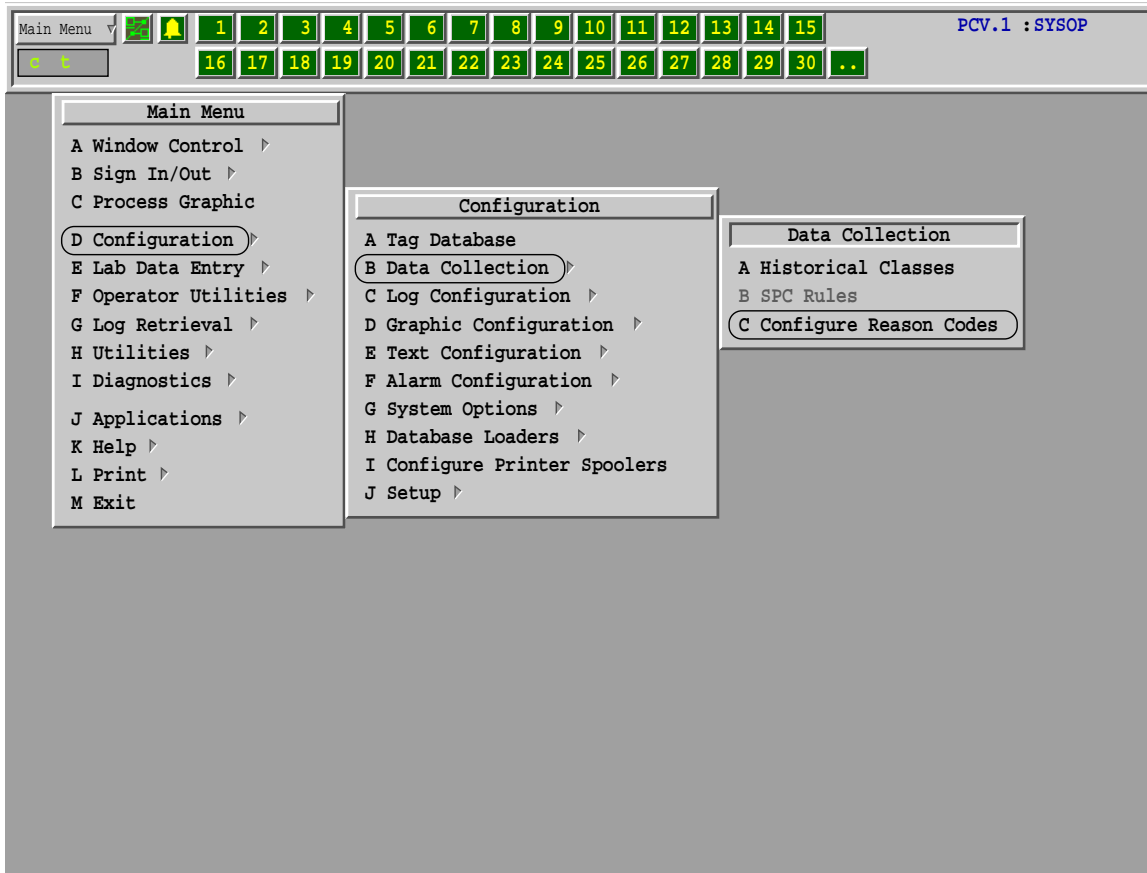 Main Menu
1 2 3 4 5 6 7 8 9 10 11 12 13 14 15
PCV.1 :SYSOP
c t
16 17 18 19 20 21 22 23 24 25 26 27 28 29 30 ..
Main Menu
A Window Control
B Sign In/Out
C Process Graphic
D Configuration
E Lab Data Entry
F Operator Utilities
G Log Retrieval
H Utilities
I Diagnostics
J Applications
K Help
L Print
M Exit
Configuration
A Tag Database
B Data Collection
C Log Configuration
D Graphic Configuration
E Text Configuration
F Alarm Configuration
G System Options
H Database Loaders
I Configure Printer Spoolers
J Setup
Data Collection
A Historical Classes
B SPC Rules
C Configure Reason Codes